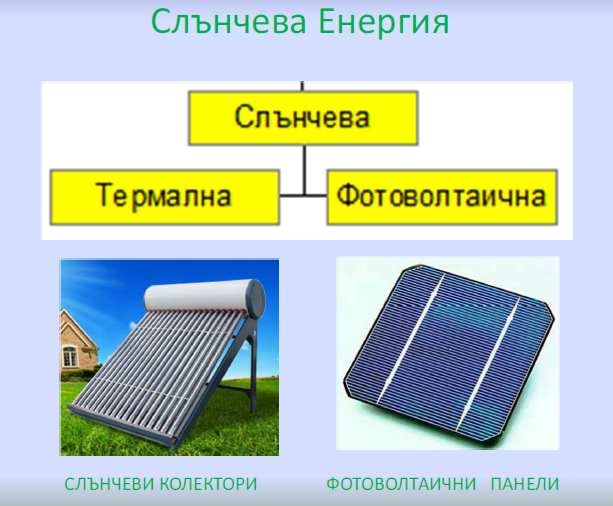 Слънчева Енергия
Слънчева
Термална
Фотоволтаична
СЛЪНЧЕВИ КОЛЕКТОРИ
ФОТОВОЛТАИЧНИ ПАНЕЛИ